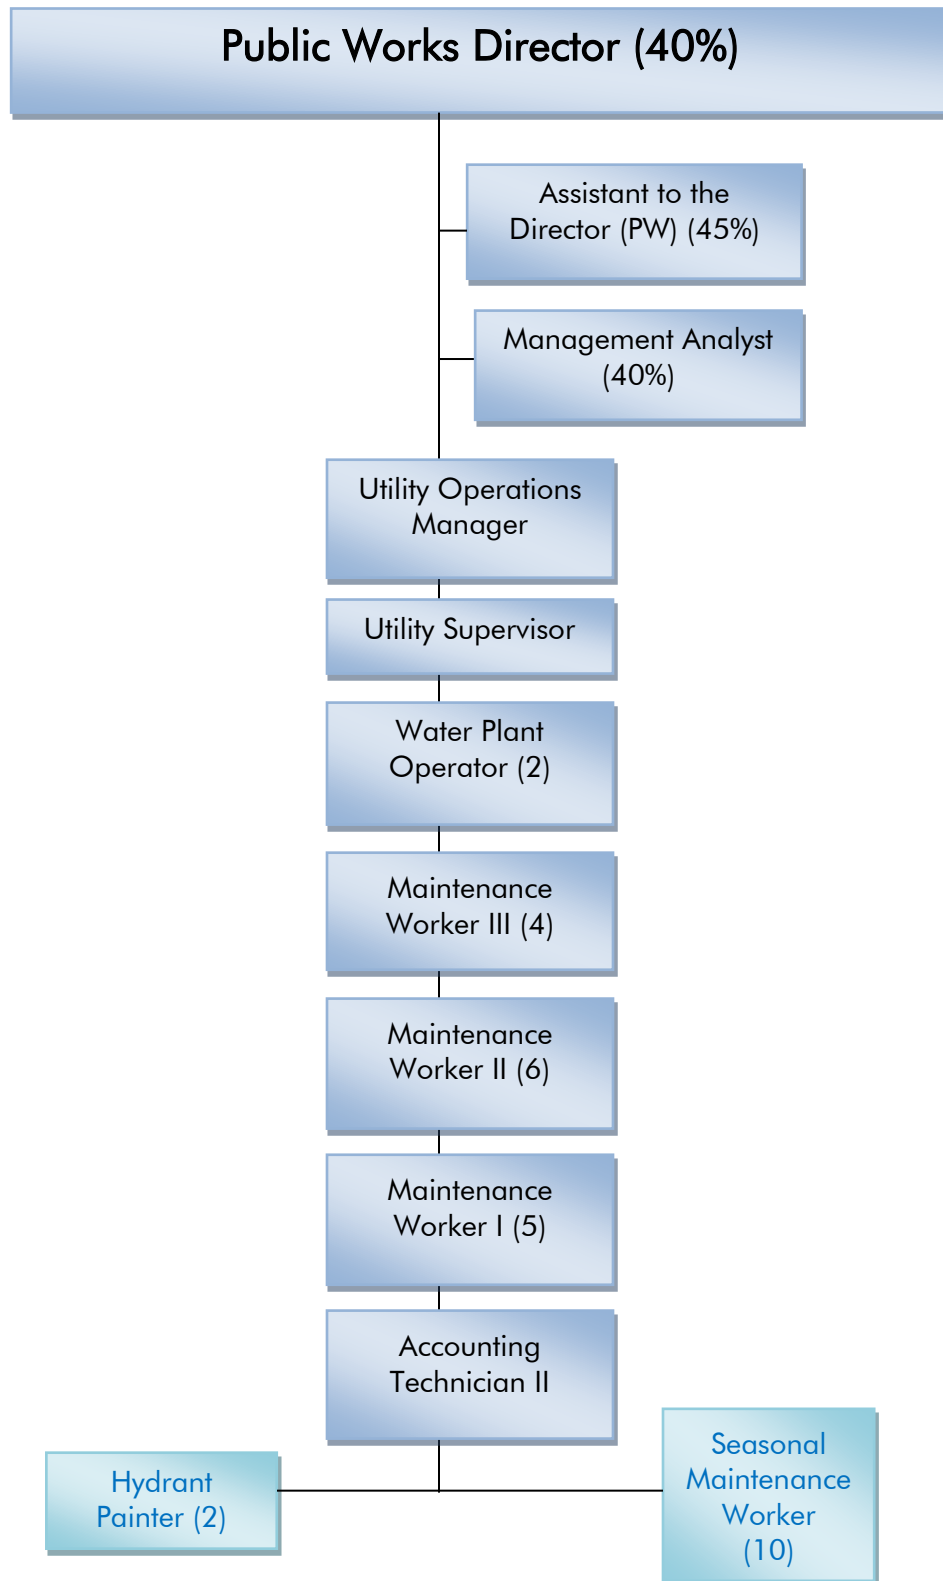 Public Works Director (40%)
Assistant to the
Director (PW) (45%)
Management Analyst
(40%)
Utility Operations
Manager
Utility Supervisor
Water Plant
Operator (2)
Maintenance
Worker III (4)
Maintenance
Worker II (6)
Maintenance
Worker I (5)
Accounting
Technician II
Hydrant
Painter (2)
Seasonal
Maintenance
Worker
(10)